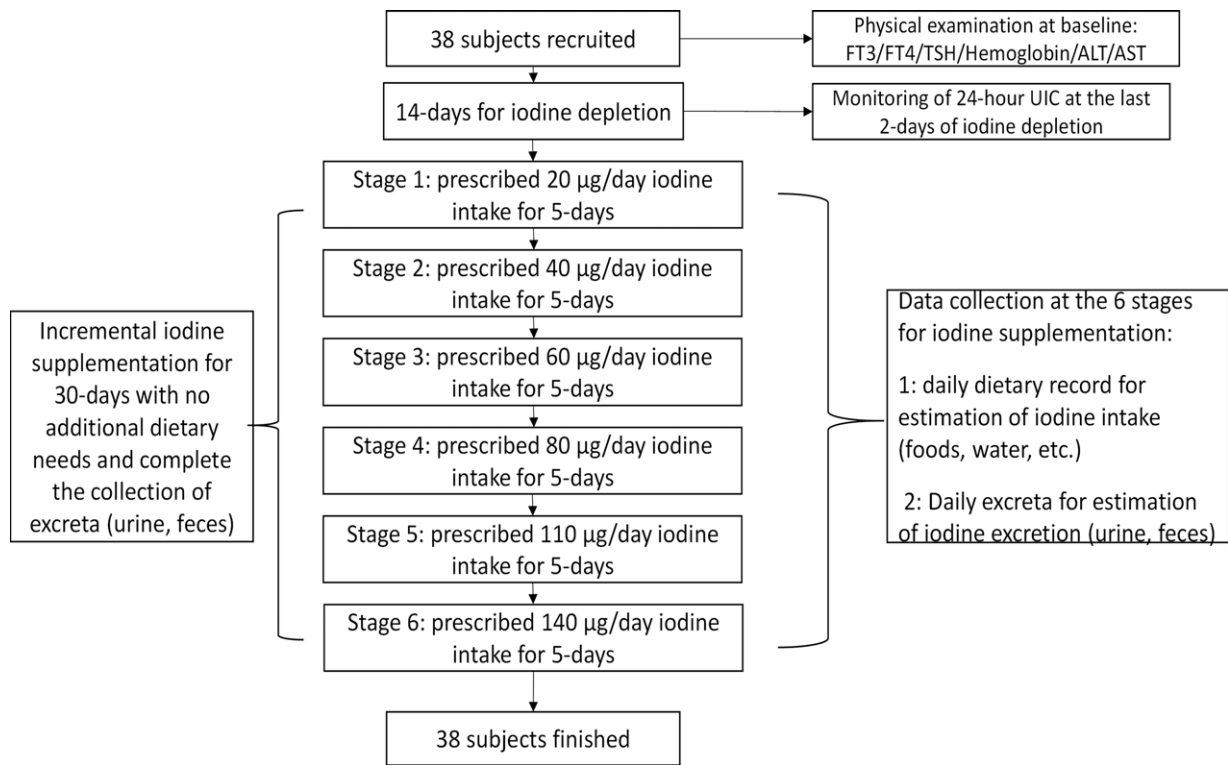 38 subjects recruited
Physical examination at baseline:
FT3/FT4/TSH/Hemoglobin/ALT/AST
14-days for iodine depletion
Monitoring of 24-hour UIC at the last
2-days of iodine depletion
Stage 1: prescribed 20 µg/day iodine
intake for 5-days
Stage 2: prescribed 40 µg/day iodine
intake for 5-days
Stage 3: prescribed 60 µg/day iodine
intake for 5-days
Stage 4: prescribed 80 µg/day iodine
intake for 5-days
Stage 5: prescribed 110 µg/day iodine
intake for 5-days
Stage 6: prescribed 140 µg/day iodine
intake for 5-days
Incremental iodine
supplementation for
30-days with no
additional dietary
needs and complete
the collection of
excreta (urine, feces)
Data collection at the 6 stages
for iodine supplementation:
1: daily dietary record for
estimation of iodine intake
(foods, water, etc.)
2: Daily excreta for estimation
of iodine excretion (urine, feces)
38 subjects finished